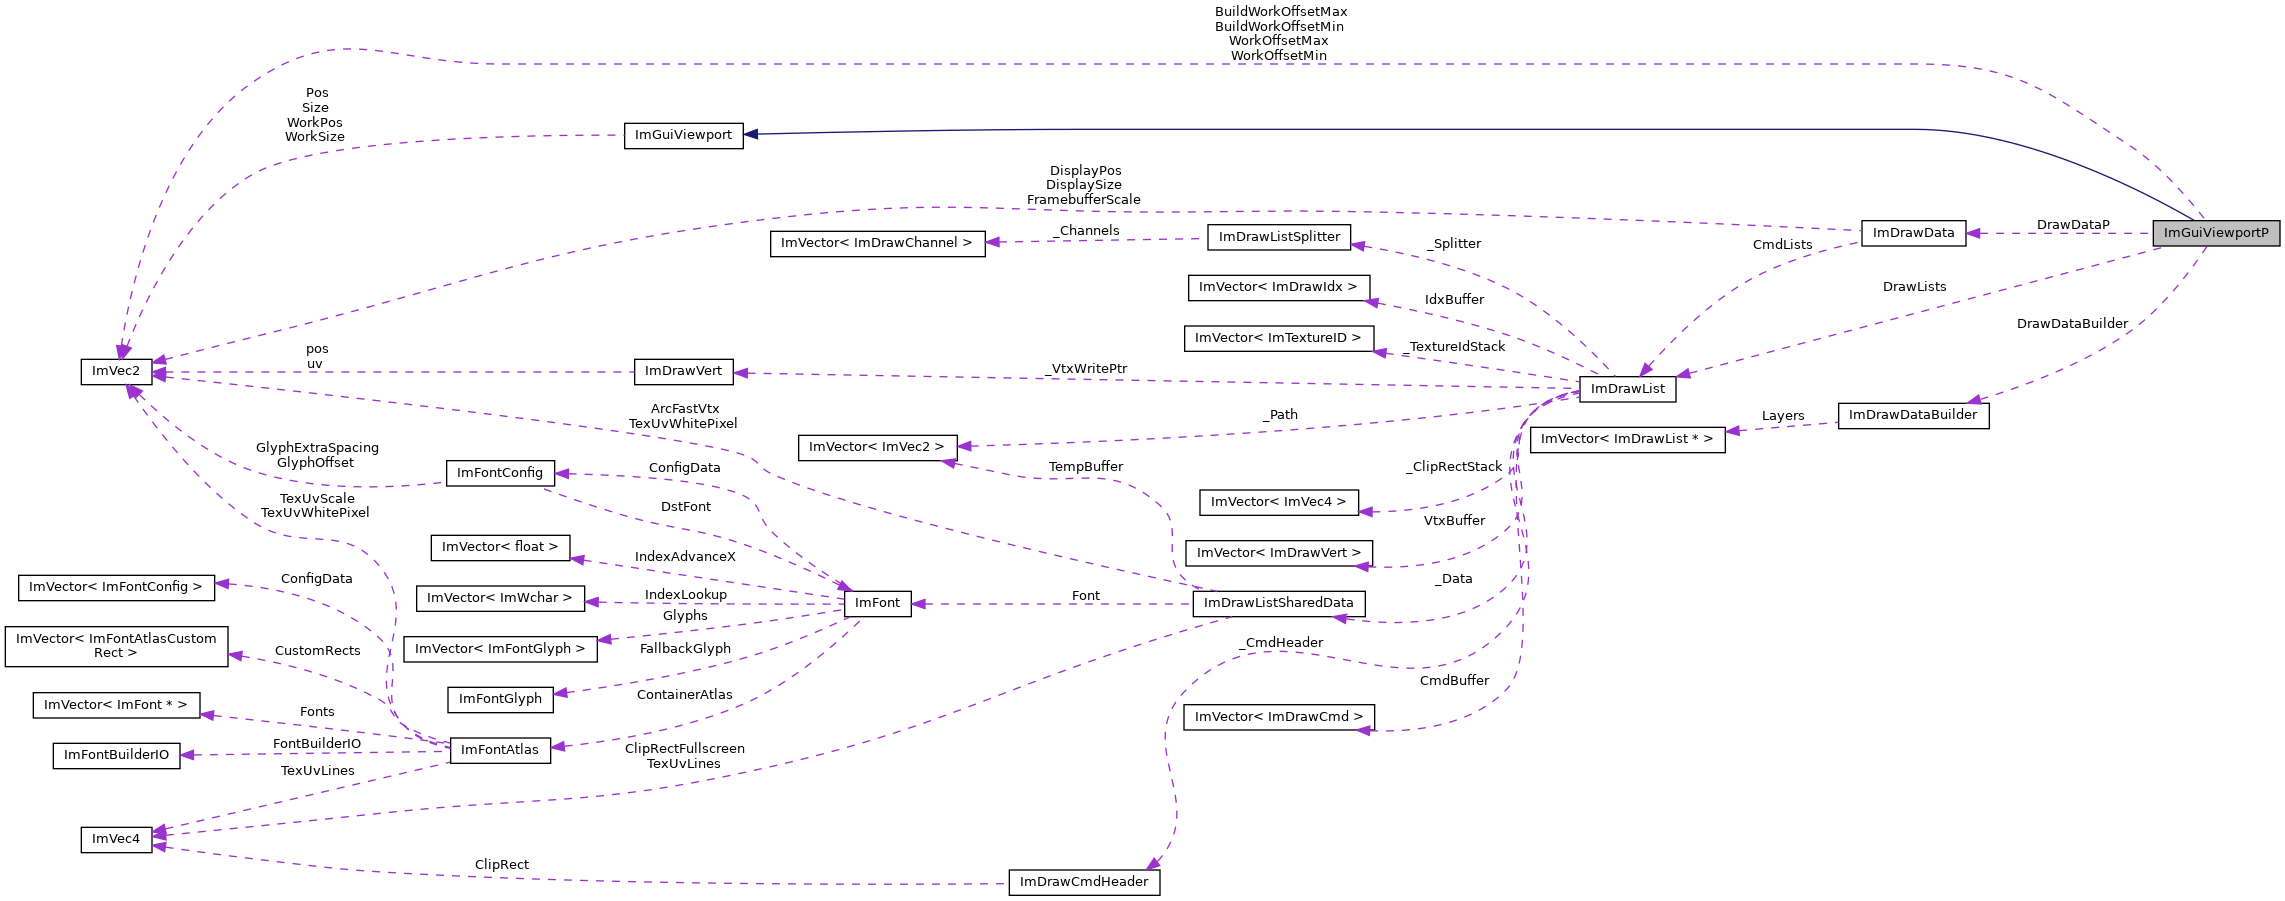 BuildWorkOffsetMax
BuildWorkOffsetMin
WorkOffsetMax
WorkOffsetMin
Pos
Size
WorkPos
WorkSize
ImGuiViewport
DisplayPos
DisplaySize
FramebufferScale
_Channels
ImVector< ImDrawChannel >
ImDrawListSplitter
_Splitter
CmdLists
ImDrawData
DrawDataP
ImGuiViewportP
ImVector< ImDrawIdx >
IdxBuffer
DrawLists
ImVector< ImTextureID >
_TextureIdStack
DrawDataBuilder
pos
uv
ImVec2
ImDrawVert
_VtxWritePtr
ImDrawList
ArcFastVtx
TexUvWhitePixel
_Path
Layers
ImDrawDataBuilder
ImVector< ImVec2 >
ImVector< ImDrawList * >
GlyphExtraSpacing
GlyphOffset
ImFontConfig
ConfigData
TempBuffer
_ClipRectStack
TexUvScale
TexUvWhitePixel
DstFont
ImVector< ImVec4 >
VtxBuffer
ImVector< float >
IndexAdvanceX
ImVector< ImDrawVert >
ImVector< ImFontConfig >
ConfigData
ImVector< ImWchar >
IndexLookup
ImFont
Font
ImDrawListSharedData
_Data
Glyphs
ImVector< ImFontAtlasCustom
Rect >
CustomRects
ImVector< ImFontGlyph >
FallbackGlyph
_CmdHeader
ImFontGlyph
ContainerAtlas
CmdBuffer
ImVector< ImFont * >
Fonts
ImVector< ImDrawCmd >
ImFontBuilderIO
FontBuilderIO
ImFontAtlas
ClipRectFullscreen
TexUvLines
TexUvLines
ImVec4
ClipRect
ImDrawCmdHeader